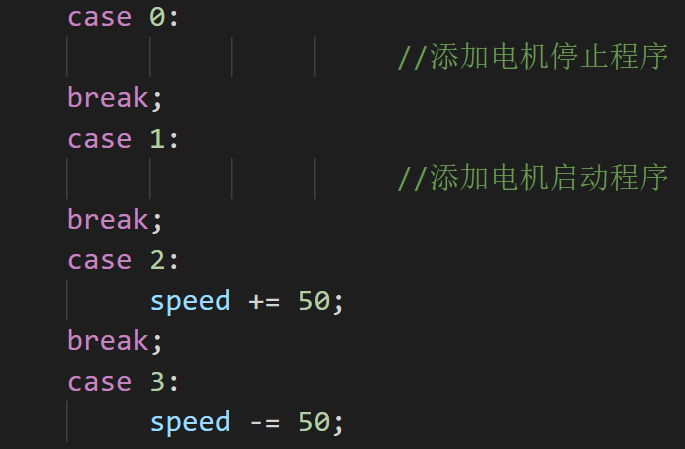 case 0:
//添加电机停止程序
break;
case 1:
//添加电机启动程序
break;
case 2:
speed += 50;
break;
case 3:
speed -= 50;